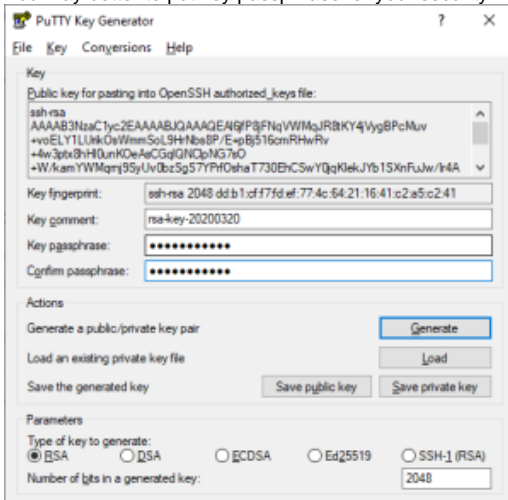 PuTTY Key Generator ? ×
File Key Conversions Help
Key
Public key for pasting into OpenSSH authorized_keys file:
ssh-rsa
Key fingerprint: ssh-rsa 2048 dd:b1:cf:f7:fd:ef:77:4c:64:21:16:41:c2:a5:c2:41
Key comment: rsa-key-20200320
Key passphrase: •••••••••••
Confirm passphrase: •••••••••••
Actions
Generate a public/private key pair Generate
Load an existing private key file Load
Save the generated key Save public key Save private key
Parameters
Type of key to generate:
RSA DSA ECDSA Ed25519 SSH-1 (RSA)
Number of bits in a generated key: 2048